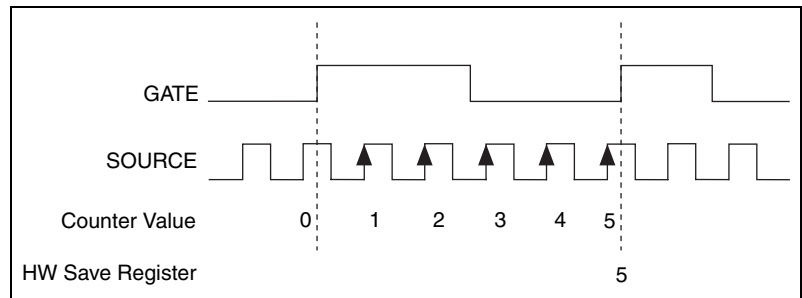 GATE
SOURCE
Counter Value 0 1 2 3 4 5
HW Save Register 5